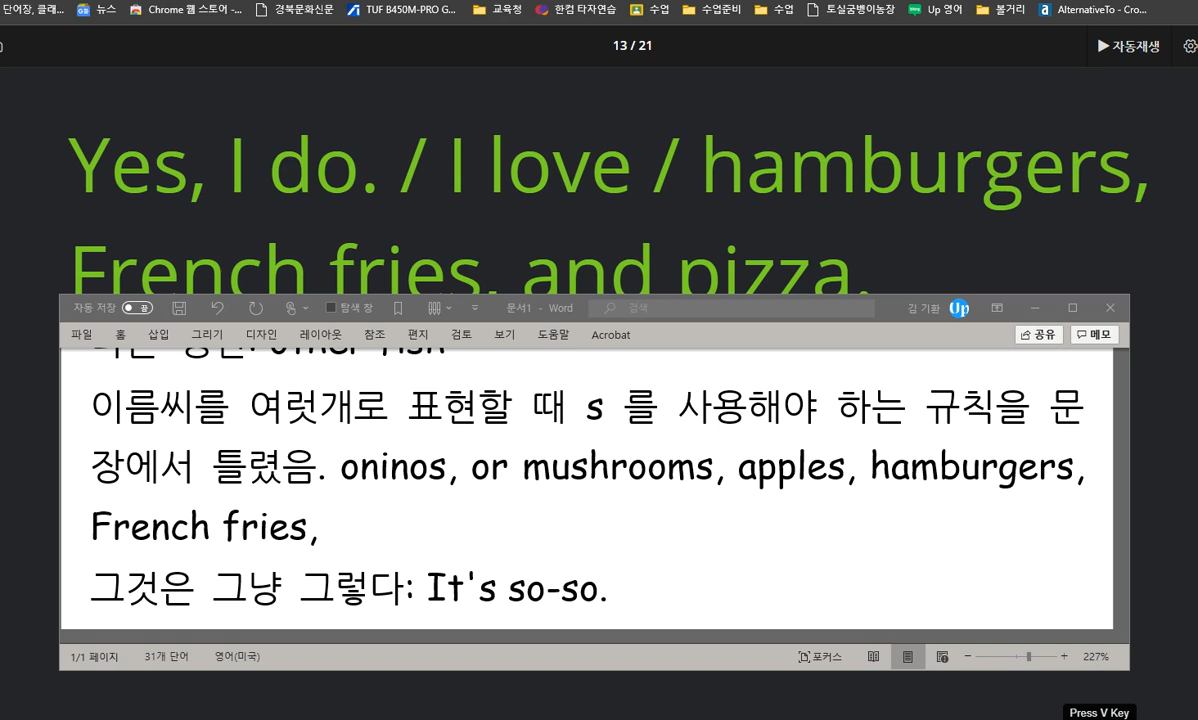 단어장, 클래... 뉴스 Chrome 웹 스토어 -... 경북문화신문 TUF B450M-PRO G... 교육청 한컴 타자연습 수업 수업준비 수업 토실굼벵이농장 Up 영어 볼거리 AlternativeTo - Cro...
13 / 21
▶자동재생
Yes, I do. / I love / hamburgers,
French fries, and pizza.
자동 저장 끔 탐색 창 문서1 - Word 검색 김 기환 Up
파일 홈 삽입 그리기 디자인 레이아웃 참조 편지 검토 보기 도움말 Acrobat 공유 메모
이름씨를 여럿개로 표현할 때 s 를 사용해야 하는 규칙을 문
장에서 틀렸음. oninos, or mushrooms, apples, hamburgers,
French fries,
그것은 그냥 그렇다: It's so-so.
1/1 페이지 31개 단어 영어(미국) 포커스 227%
Press V Key